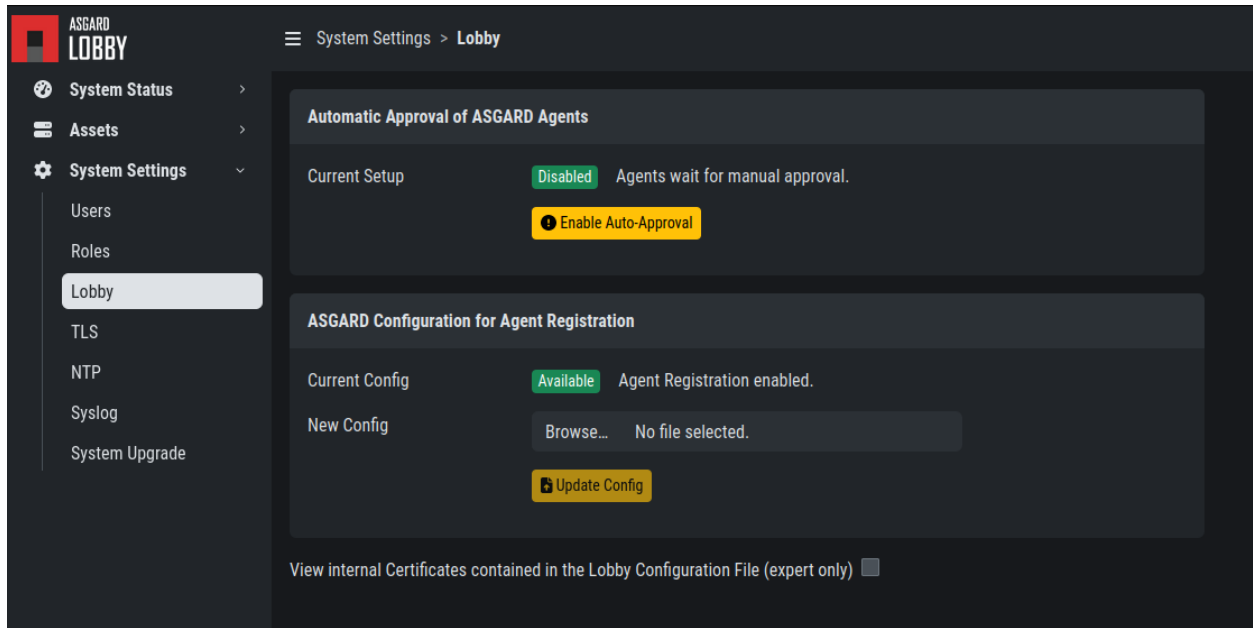 ASGARD
LOBBY
System Settings > Lobby
System Status
Assets
System Settings
Users
Roles
Lobby
TLS
NTP
Syslog
System Upgrade
Automatic Approval of ASGARD Agents
Current Setup Disabled Agents wait for manual approval.
Enable Auto-Approval
ASGARD Configuration for Agent Registration
Current Config Available Agent Registration enabled.
New Config Browse… No file selected.
Update Config
View internal Certificates contained in the Lobby Configuration File (expert only)